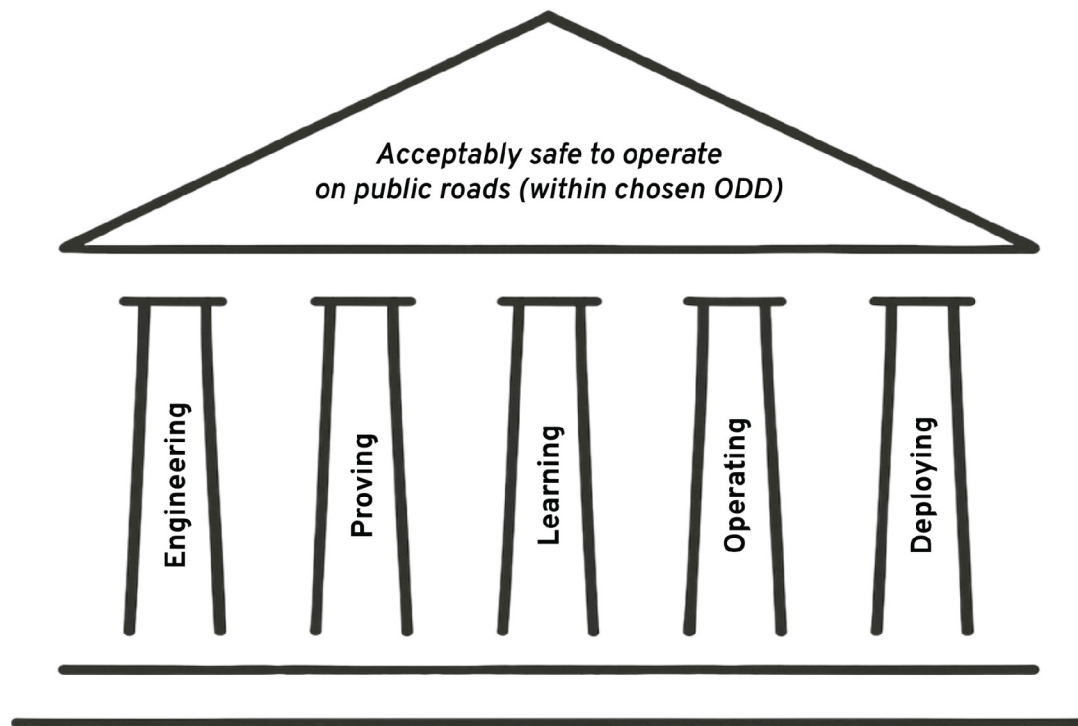 Acceptably safe to operate
on public roads (within chosen ODD)
Engineering
Proving
Learning
Operating
Deploying